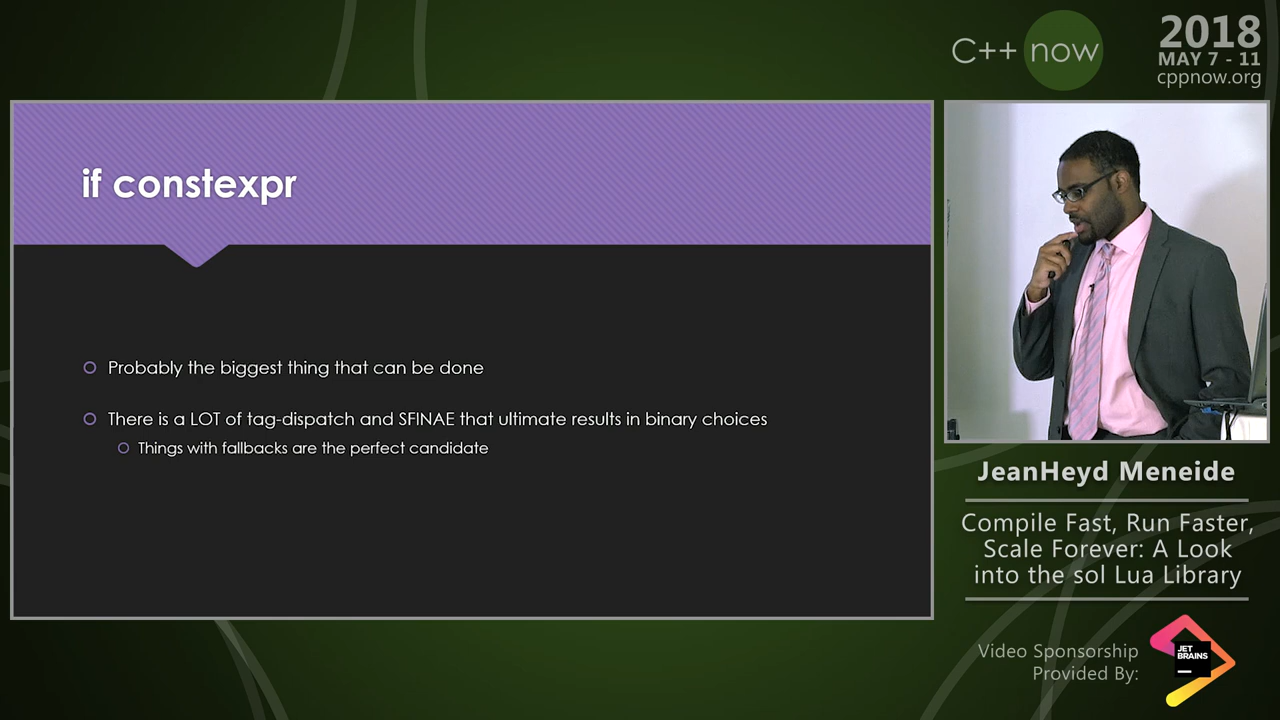 C++ now
2018
MAY 7 - 11
cppnow.org
if constexpr
Probably the biggest thing that can be done
There is a LOT of tag-dispatch and SFINAE that ultimate results in binary choices
Things with fallbacks are the perfect candidate
JeanHeyd Meneide
Compile Fast, Run Faster,
Scale Forever: A Look
into the sol Lua Library
Video Sponsorship
Provided By:
JET
BRAINS